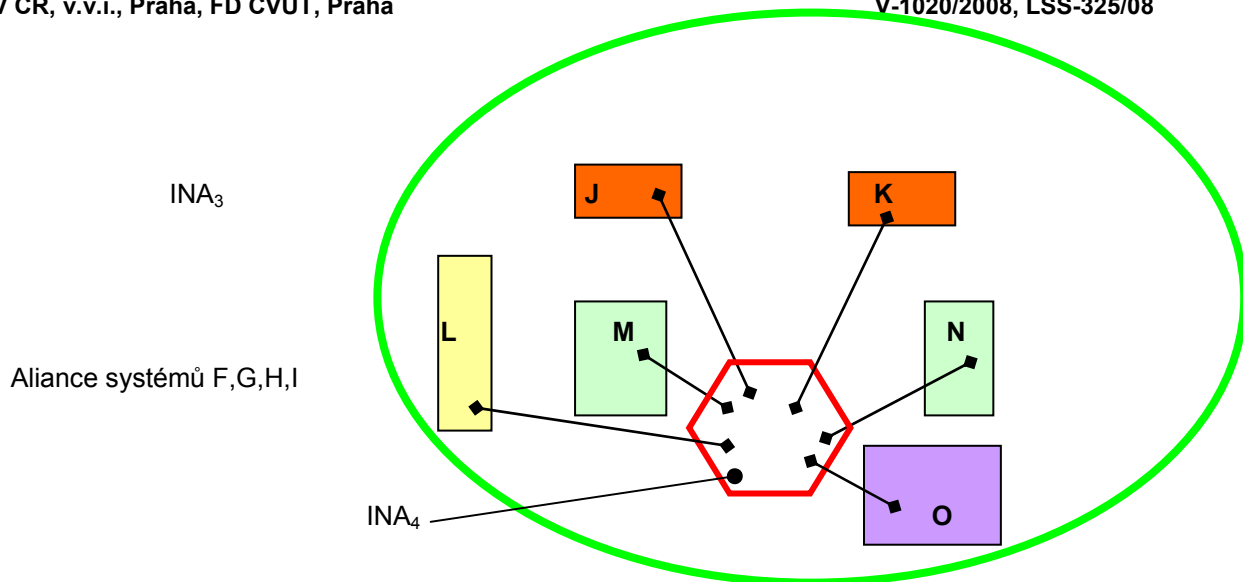 V ČR, v.v.i., Praha, FD ČVUT, Praha V-1020/2008, LSS-325/08
INA₃
J K
L M N
Aliance systémů F,G,H,I
INA₄
O